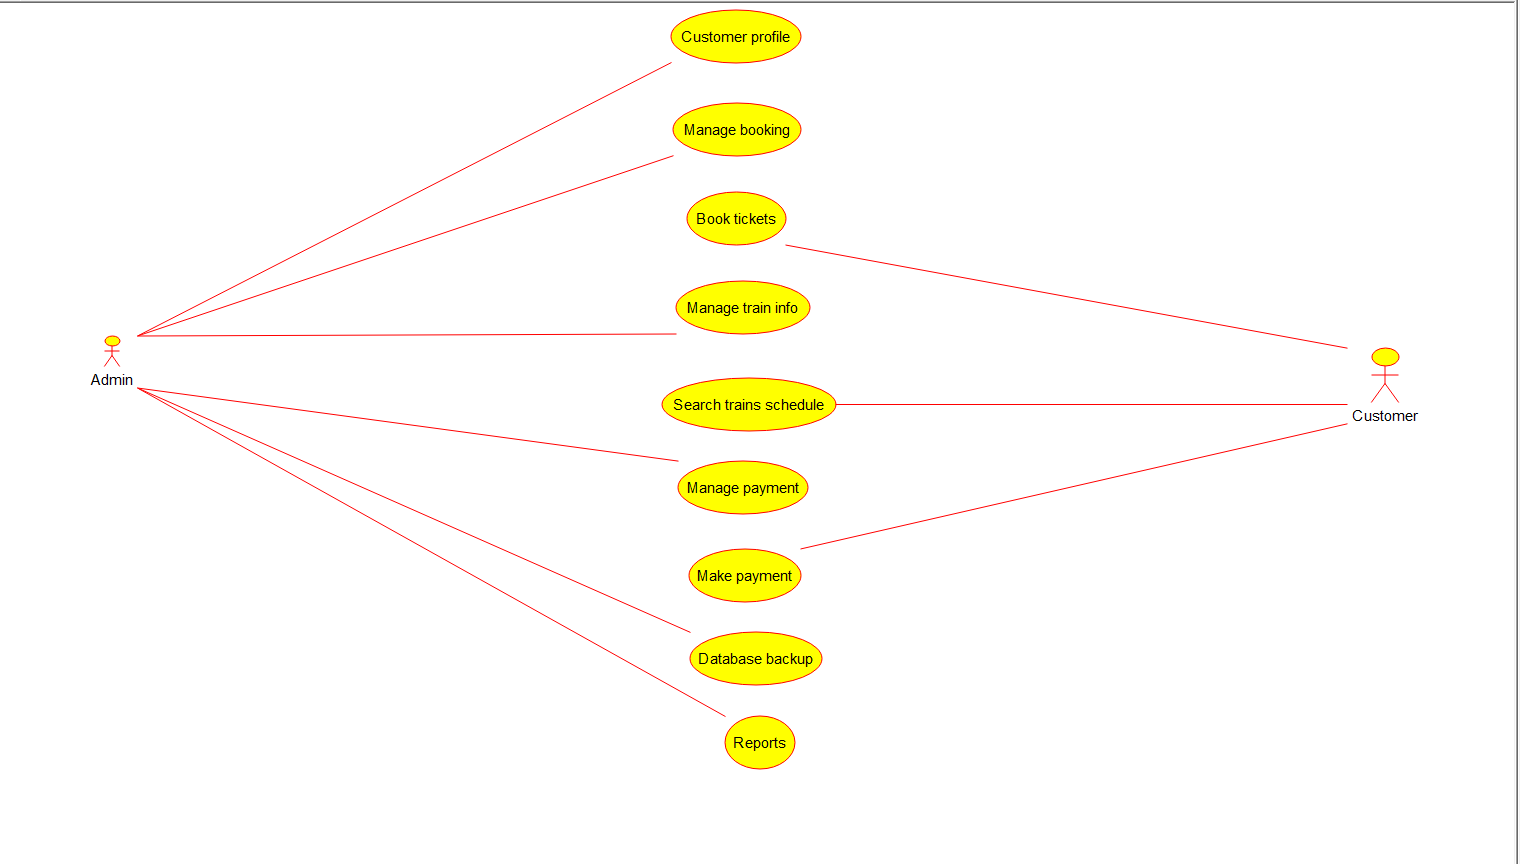 Customer profile
Manage booking
Book tickets
Manage train info
Admin
Search trains schedule
Customer
Manage payment
Make payment
Database backup
Reports